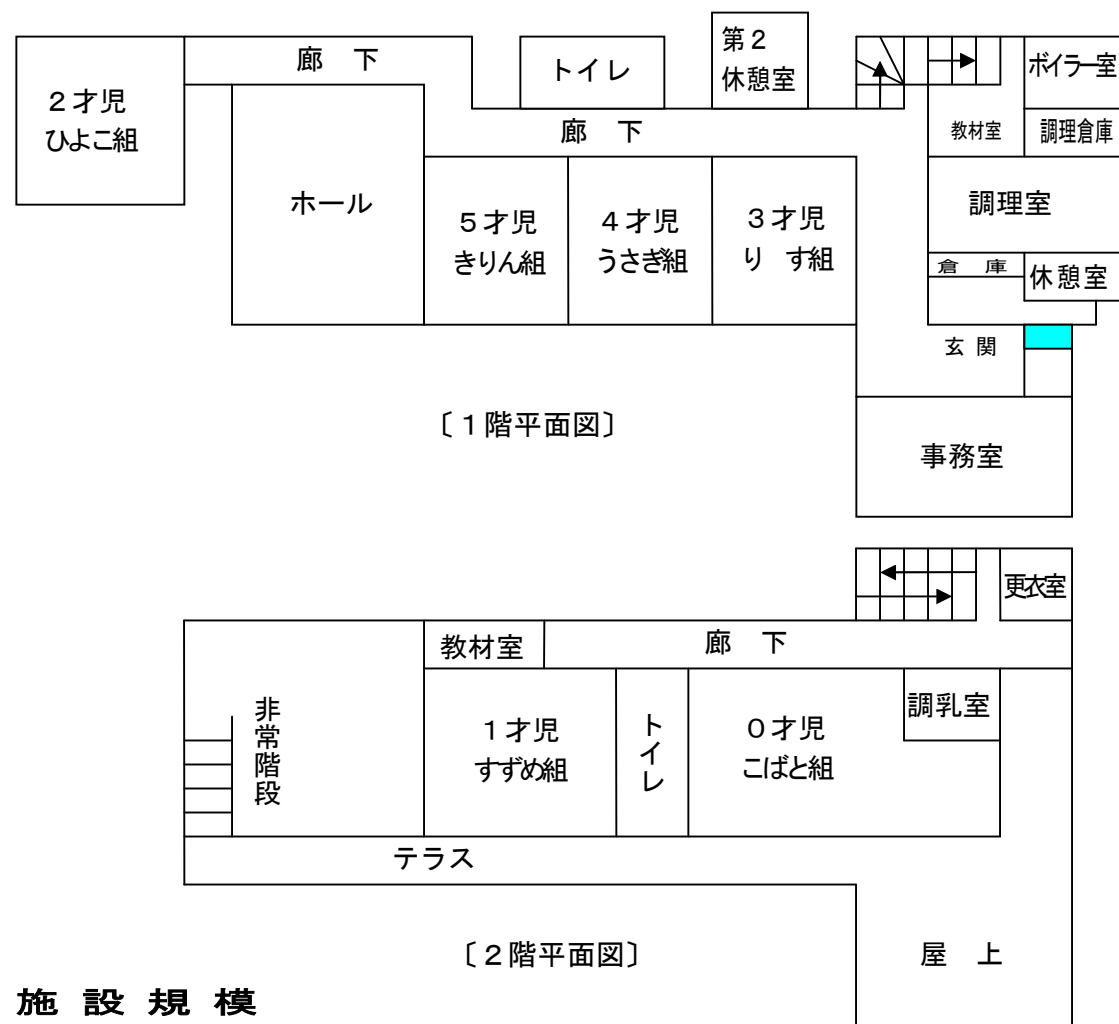 廊 下
トイレ
第2
休憩室
ボイラー室
2才児
ひよこ組
廊 下
教材室
調理倉庫
ホール
5才児
きりん組
4才児
うさぎ組
3才児
り す組
調理室
倉 庫
休憩室
玄 関
〔1階平面図〕
事務室
更衣室
教材室
廊 下
非常階段
1才児
すずめ組
トイレ
0才児
こばと組
調乳室
テラス
〔2階平面図〕
屋 上
施 設 規 模